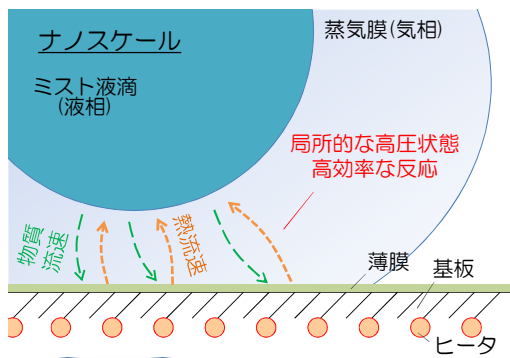 ナノスケール
蒸気膜(気相)
ミスト液滴
(液相)
局所的な高圧状態
高効率な反応
物質
流速
熱流速
薄膜
基板
ヒータ